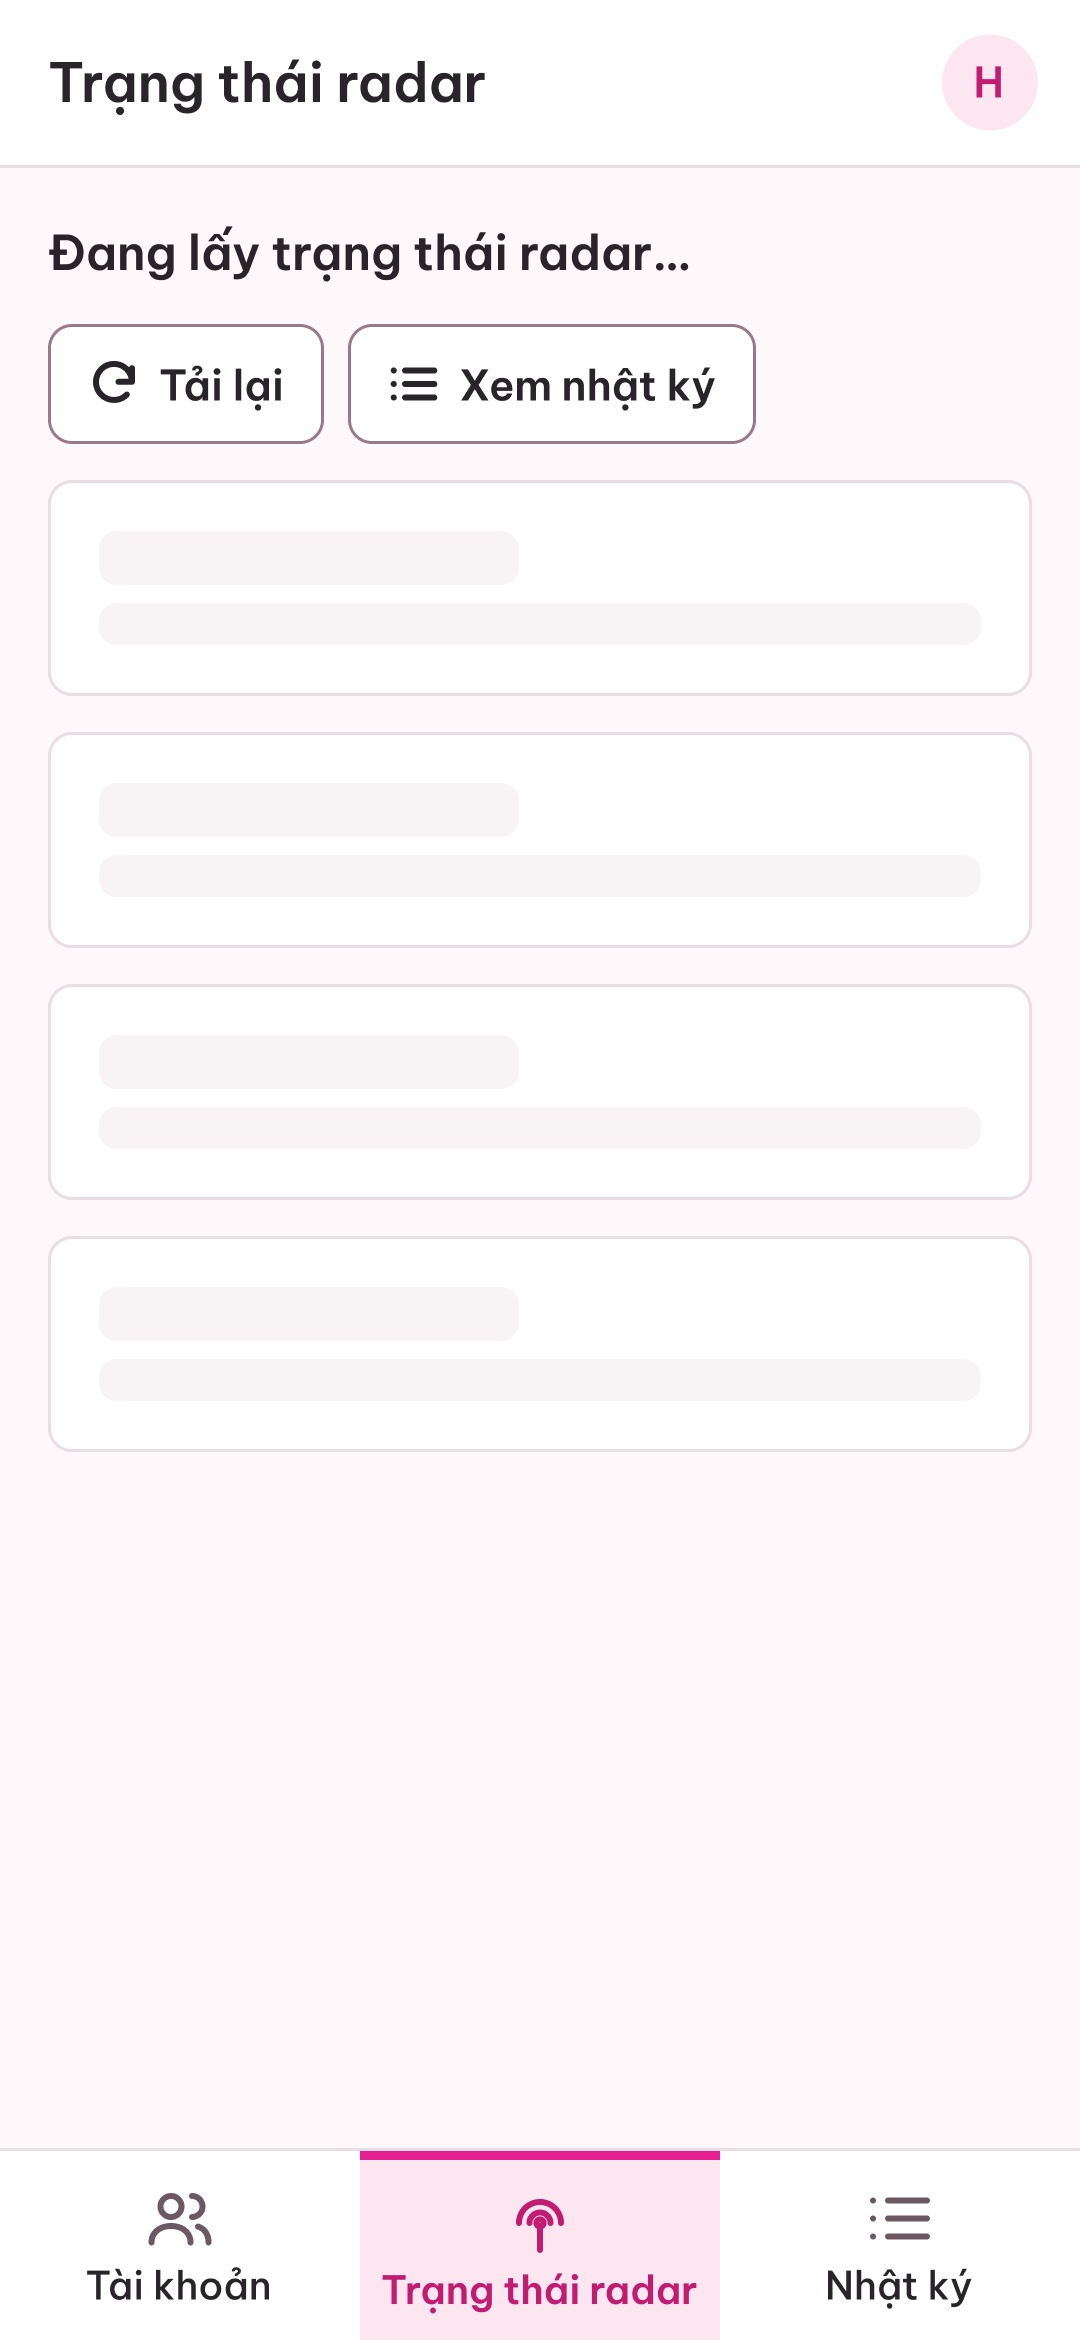 Trạng thái radar
H
Đang lấy trạng thái radar...
Tải lại
Xem nhật ký
Tài khoản
Trạng thái radar
Nhật ký